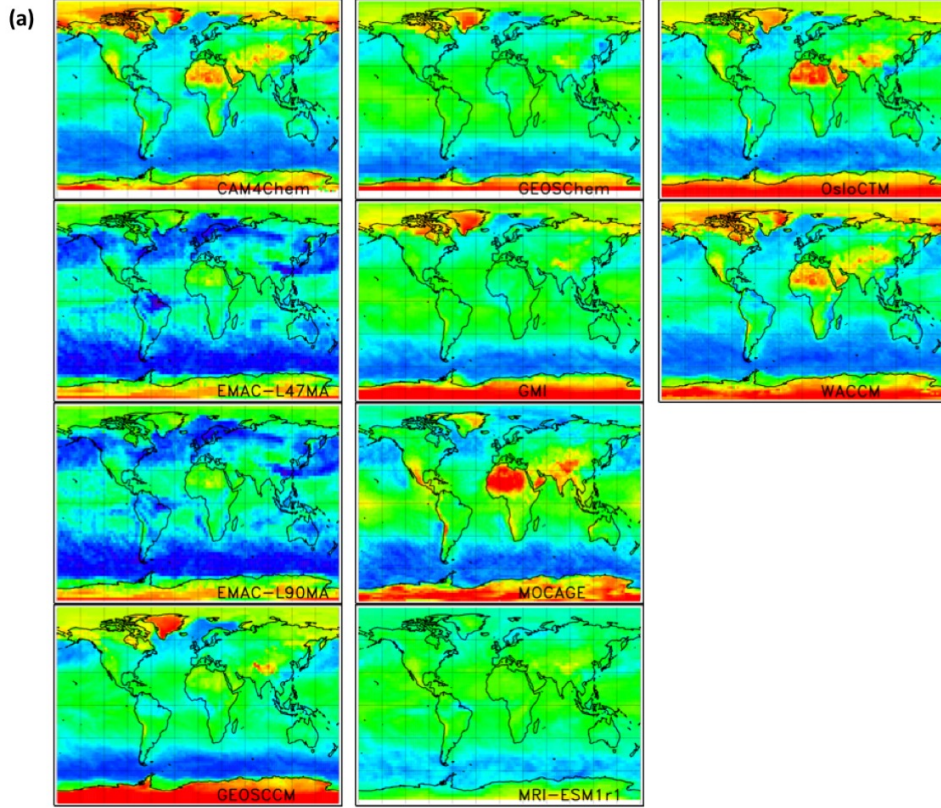 (a)
CAM4Chem
GEOSChem
OsloCTM
EMAC-L47MA
GMI
WACCM
EMAC-L90MA
MOCAGE
GEOSCCM
MRI-ESM1r1